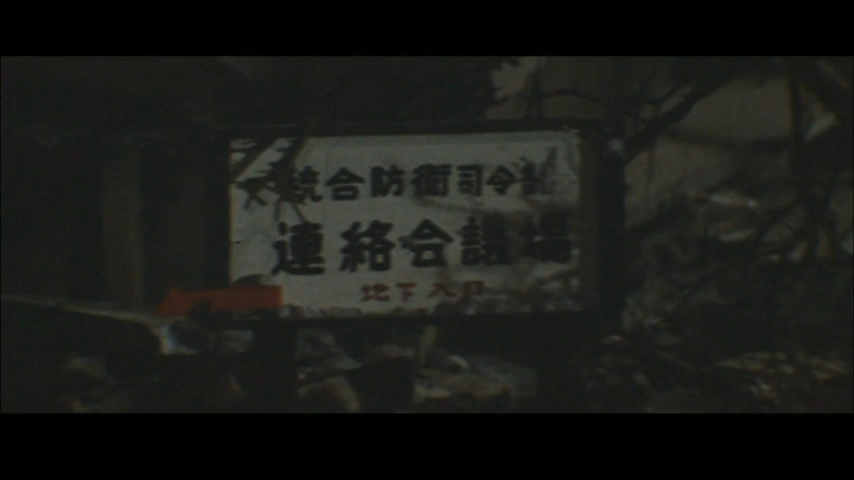 統合防衛司令部
連絡会議場
地下入口